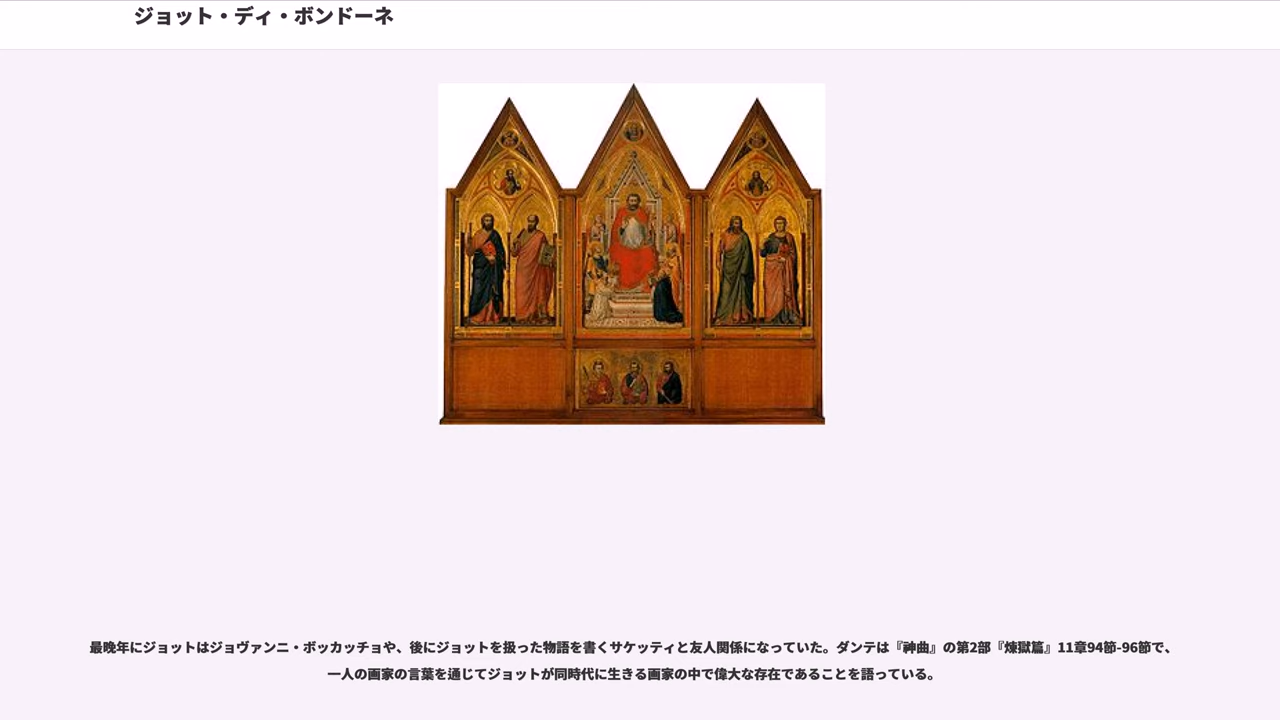 ジョット・ディ・ボンドーネ
最晩年にジョットはジョヴァンニ・ボッカッチョや、後にジョットを扱った物語を書くサケッティと友人関係になっていた。ダンテは『神曲』の第2部『煉獄篇』11章94節-96節で、
一人の画家の言葉を通じてジョットが同時代に生きる画家の中で偉大な存在であることを語っている。